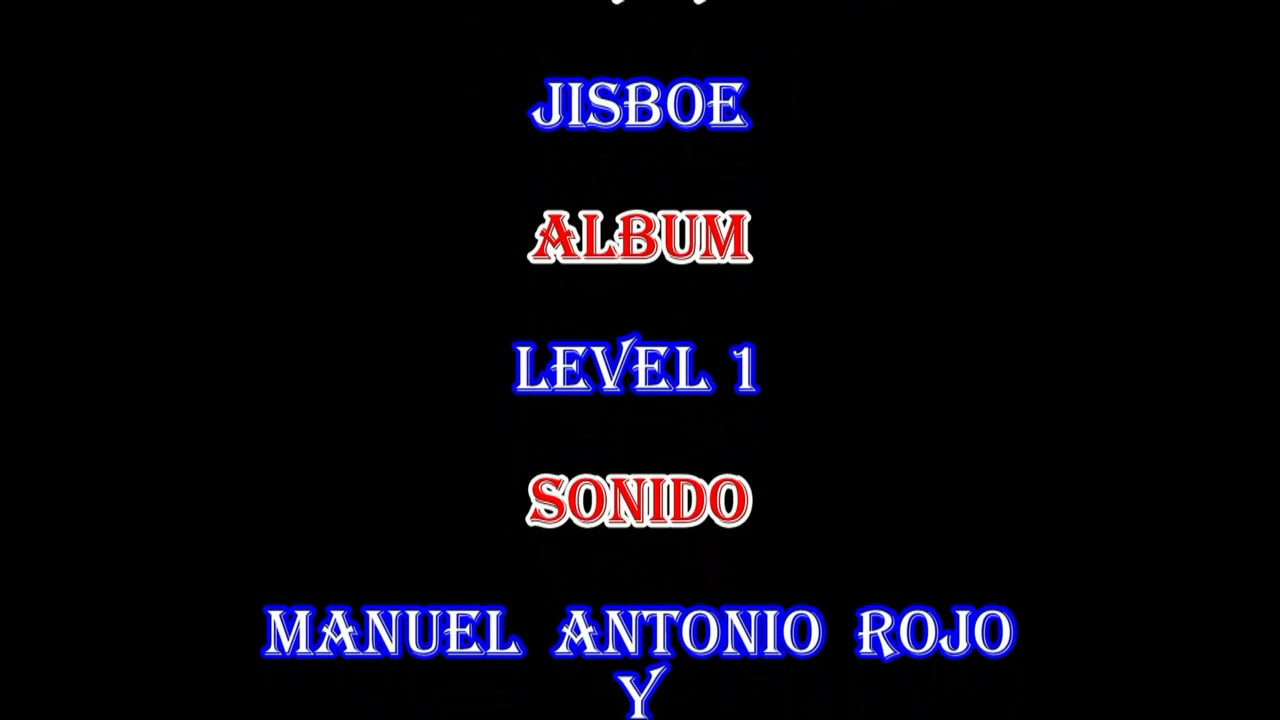 JISBOE
ALBUM
LEVEL 1
SONIDO
MANUEL ANTONIO ROJO
Y